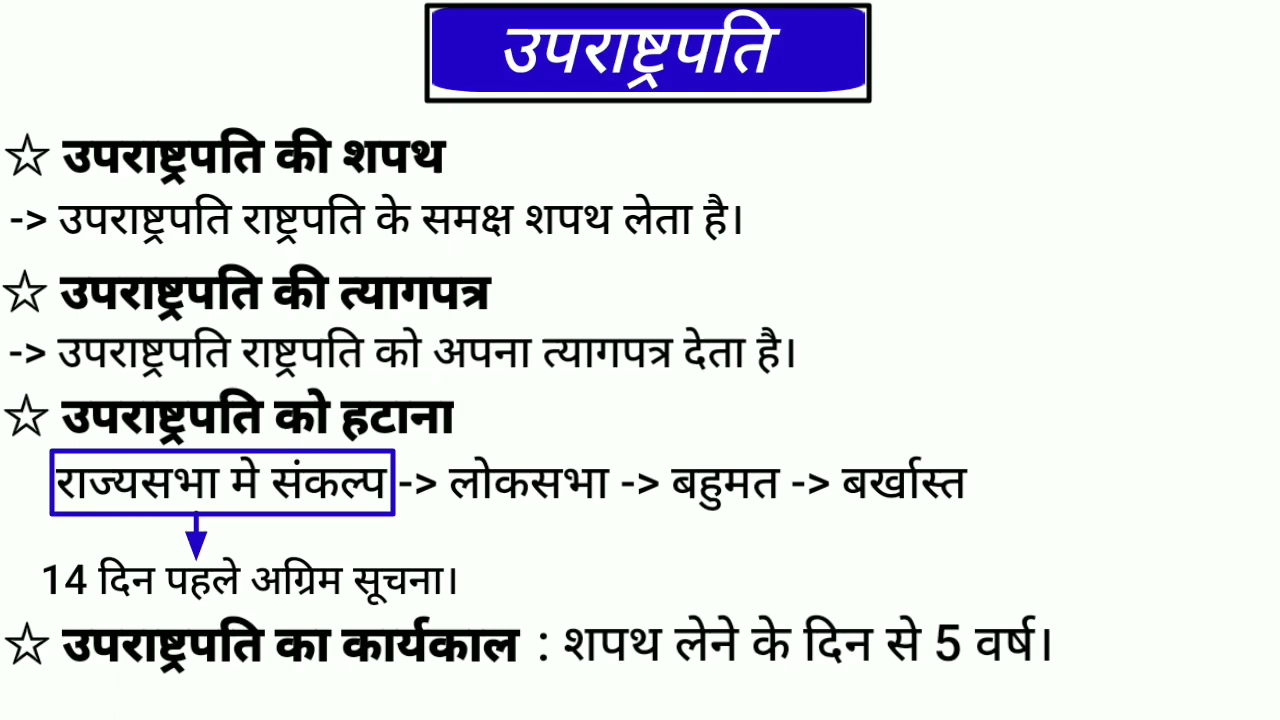 उपराष्ट्रपति
☆ उपराष्ट्रपति की शपथ
-> उपराष्ट्रपति राष्ट्रपति के समक्ष शपथ लेता है।
☆ उपराष्ट्रपति की त्यागपत्र
-> उपराष्ट्रपति राष्ट्रपति को अपना त्यागपत्र देता है।
☆ उपराष्ट्रपति को हटाना
राज्यसभा मे संकल्प -> लोकसभा -> बहुमत -> बर्खास्त
14 दिन पहले अग्रिम सूचना।
☆ उपराष्ट्रपति का कार्यकाल : शपथ लेने के दिन से 5 वर्ष।